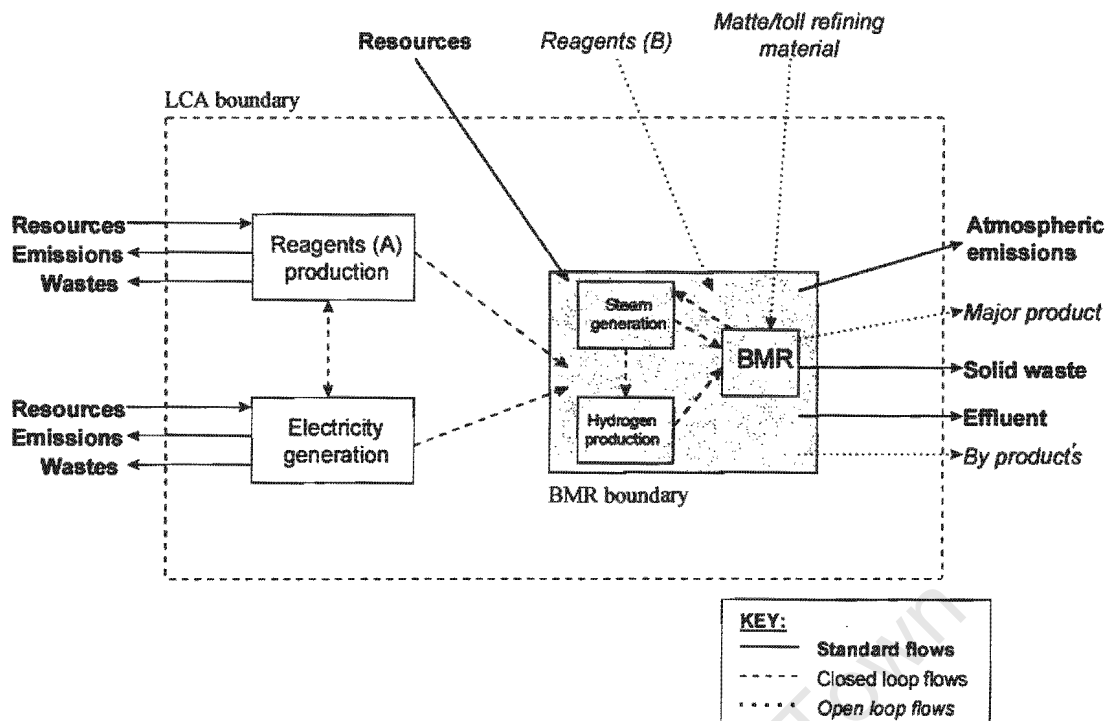 Resources
Reagents (B)
Matte/toll refining
material
LCA boundary
Resources
Emissions
Wastes
Reagents (A)
production
Steam
generation
BMR
Hydrogen
production
BMR boundary
Atmospheric
emissions
Major product
Solid waste
Effluent
By products
Resources
Emissions
Wastes
Electricity
generation
KEY:
Standard flows
Closed loop flows
Open loop flows
Town